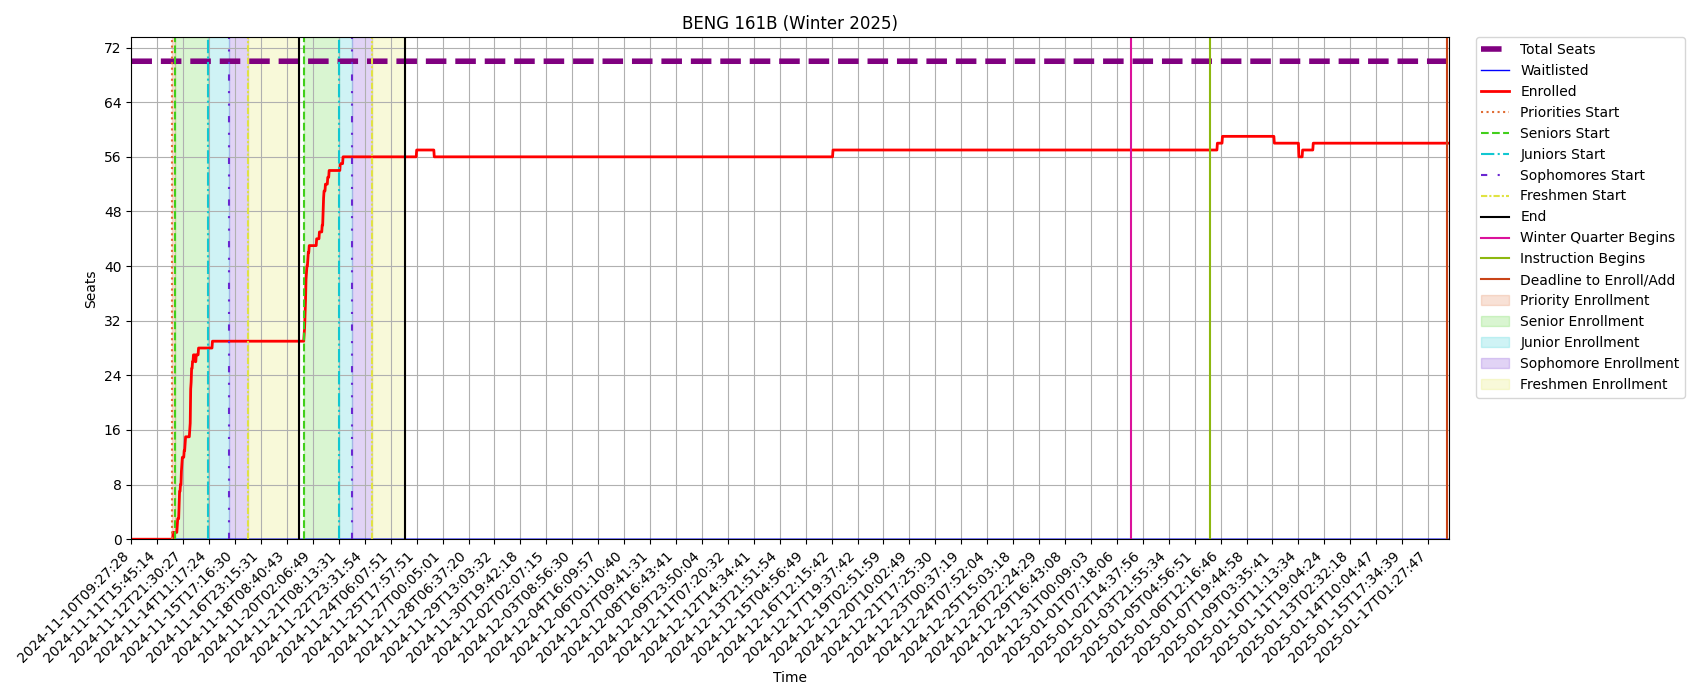 BENG 161B (Winter 2025)
72
64
56
48
40
32
24
16
8
0
Seats
2024-11-10T09:27:28
2024-11-11T15:45:14
2024-11-12T21:30:27
2024-11-14T11:17:24
2024-11-15T17:16:30
2024-11-16T23:15:31
2024-11-18T08:40:43
2024-11-20T02:06:49
2024-11-21T08:13:31
2024-11-22T23:31:54
2024-11-24T06:07:51
2024-11-25T17:57:51
2024-11-27T00:05:01
2024-11-28T06:37:20
2024-11-29T13:03:32
2024-11-30T19:42:18
2024-12-02T02:07:15
2024-12-03T08:56:30
2024-12-04T16:09:57
2024-12-06T01:10:40
2024-12-07T09:41:31
2024-12-08T16:43:41
2024-12-09T23:50:04
2024-12-11T07:20:32
2024-12-12T14:34:41
2024-12-13T21:51:54
2024-12-15T04:56:49
2024-12-16T12:15:42
2024-12-17T19:37:42
2024-12-19T02:51:59
2024-12-20T10:02:49
2024-12-21T17:25:30
2024-12-23T00:37:19
2024-12-24T07:52:04
2024-12-25T15:03:18
2024-12-26T22:24:29
2024-12-29T16:43:08
2024-12-31T00:09:03
2025-01-01T07:18:06
2025-01-02T14:37:56
2025-01-03T21:55:34
2025-01-05T04:56:51
2025-01-06T12:16:46
2025-01-07T19:44:58
2025-01-09T03:35:41
2025-01-10T11:13:34
2025-01-11T19:04:24
2025-01-13T02:32:18
2025-01-14T10:04:47
2025-01-15T17:34:39
2025-01-17T01:27:47
Time
Total Seats
Waitlisted
Enrolled
Priorities Start
Seniors Start
Juniors Start
Sophomores Start
Freshmen Start
End
Winter Quarter Begins
Instruction Begins
Deadline to Enroll/Add
Priority Enrollment
Senior Enrollment
Junior Enrollment
Sophomore Enrollment
Freshmen Enrollment